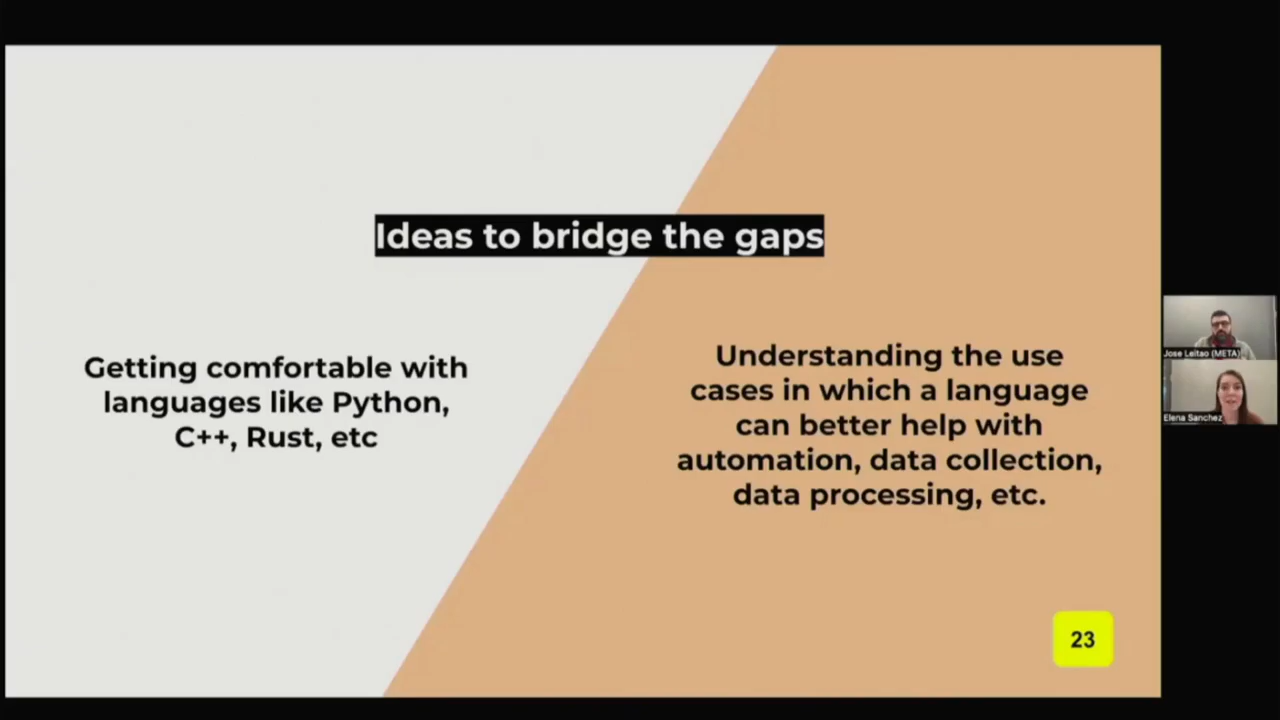 Ideas to bridge the gaps
Getting comfortable with
languages like Python,
C++, Rust, etc
Understanding the use
cases in which a language
can better help with
automation, data collection,
data processing, etc.
23
Jose Leitao (META)
Elena Sanchez